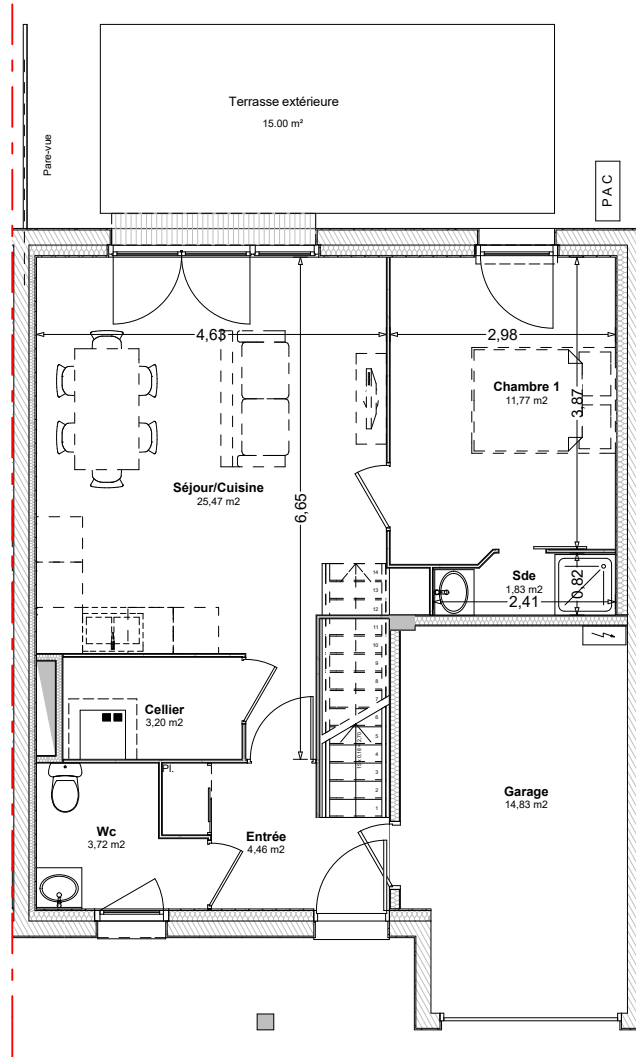 Terrasse extérieure
15.00 m²
Pare-vue
PAC
4,63
2,98
Chambre 1
11,77 m2
3,87
Séjour/Cuisine
25,47 m2
6,65
Sde
1,83 m2
0,82
2,41
14
13
12
11
10
9
8
7
6
5
4
3
2
1
Cellier
3,20 m2
Pl.
Garage
14,83 m2
Wc
3,72 m2
Entrée
4,46 m2